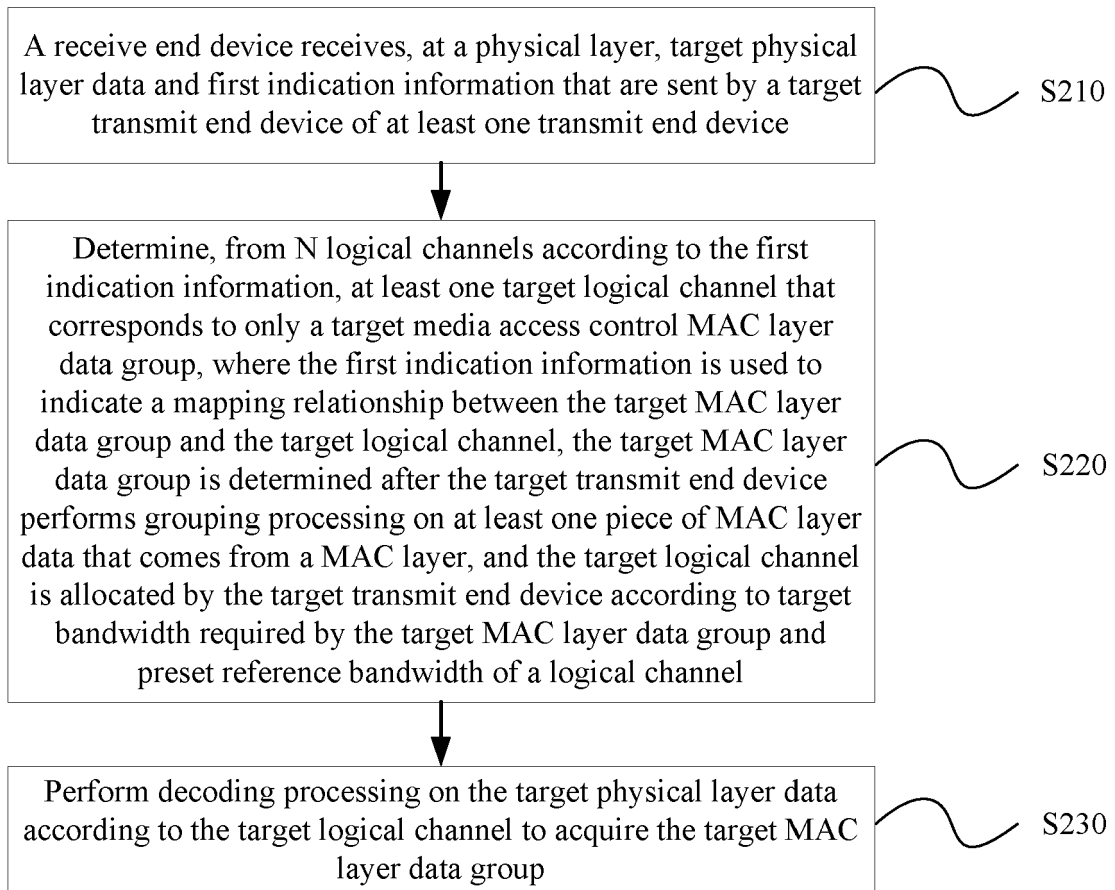 A receive end device receives, at a physical layer, target physical
layer data and first indication information that are sent by a target
transmit end device of at least one transmit end device
S210
Determine, from N logical channels according to the first
indication information, at least one target logical channel that
corresponds to only a target media access control MAC layer
data group, where the first indication information is used to
indicate a mapping relationship between the target MAC layer
data group and the target logical channel, the target MAC layer
data group is determined after the target transmit end device
performs grouping processing on at least one piece of MAC layer
data that comes from a MAC layer, and the target logical channel
is allocated by the target transmit end device according to target
bandwidth required by the target MAC layer data group and
preset reference bandwidth of a logical channel
S220
Perform decoding processing on the target physical layer data
according to the target logical channel to acquire the target MAC
layer data group
S230